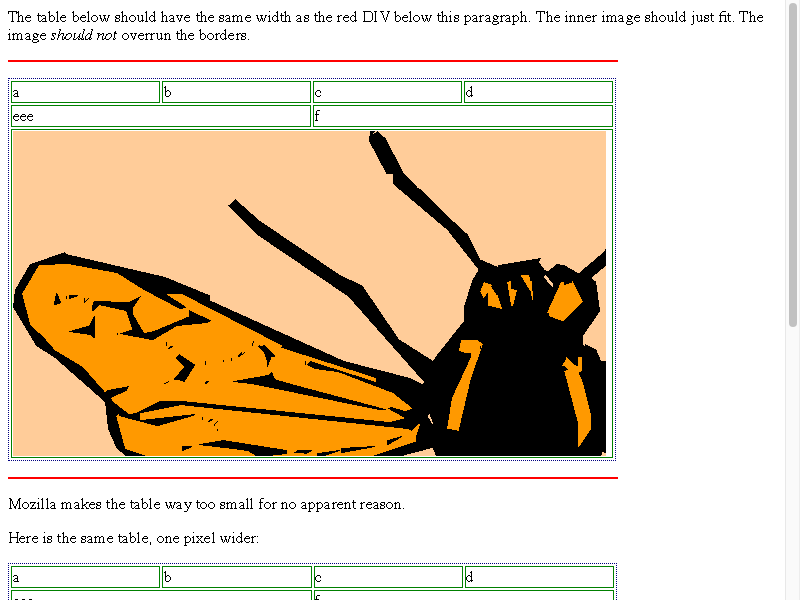 The table below should have the same width as the red DIV below this paragraph. The inner image should just fit. The
image should not overrun the borders.
a b c d
eee f
Mozilla makes the table way too small for no apparent reason.
Here is the same table, one pixel wider:
a b c d